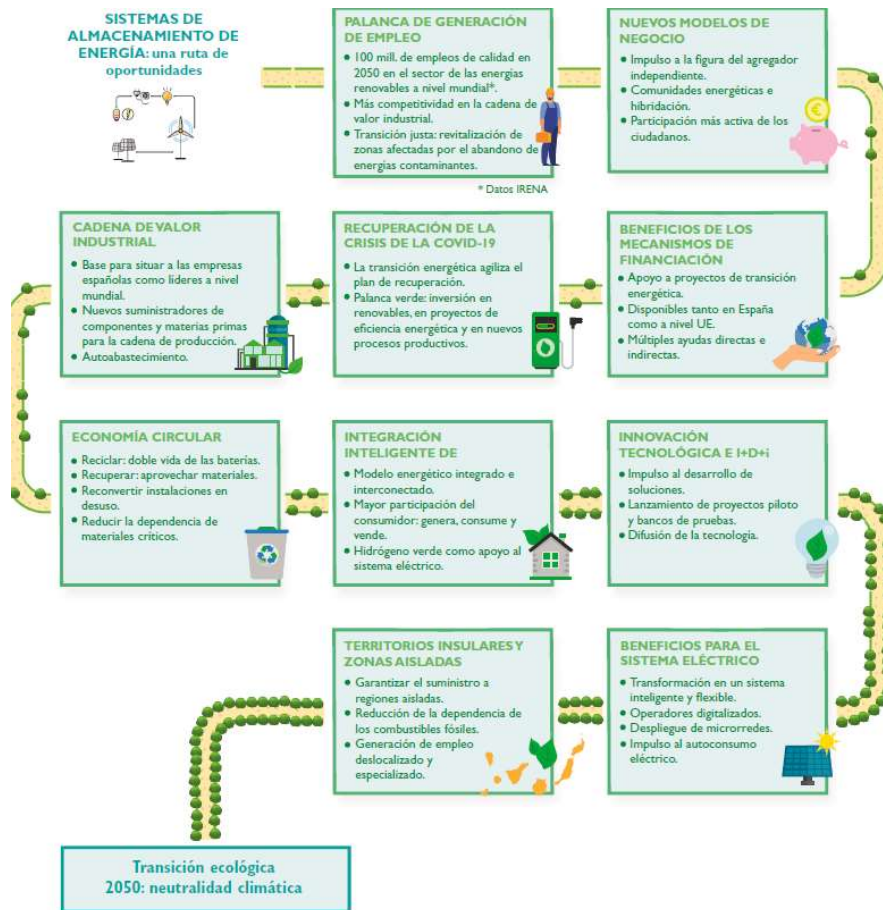 SISTEMAS DE
ALMACENAMIENTO DE
ENERGÍA: una ruta de
oportunidades
PALANCA DE GENERACIÓN
DE EMPLEO
• 100 mill. de empleos de calidad en
2050 en el sector de las energías
renovables a nivel mundial*.
• Más competitividad en la cadena de
valor industrial.
• Transición justa: revitalización de
zonas afectadas por el abandono de
energías contaminantes.
* Datos IRENA
NUEVOS MODELOS DE
NEGOCIO
• Impulso a la figura del agregador
independiente.
• Comunidades energéticas e
hibridación.
• Participación más activa de los
ciudadanos.
BENEFICIOS DE LOS
MECANISMOS DE
FINANCIACIÓN
• Apoyo a proyectos de transición
energética.
• Disponibles tanto en España
como a nivel UE.
• Múltiples ayudas directas e
indirectas.
RECUPERACIÓN DE LA
CRISIS DE LA COVID-19
• La transición energética agiliza el
plan de recuperación.
• Palanca verde: inversión en
renovables, en proyectos de
eficiencia energética y en nuevos
procesos productivos.
CADENA DE VALOR
INDUSTRIAL
• Base para situar a las empresas
españolas como líderes a nivel
mundial.
• Nuevos suministradores de
componentes y materias primas
para la cadena de producción.
• Autoabastecimiento.
ECONOMÍA CIRCULAR
• Reciclar: doble vida de las baterías.
• Recuperar: aprovechar materiales.
• Reconvertir instalaciones en
desuso.
• Reducir la dependencia de
materiales críticos.
INTEGRACIÓN
INTELIGENTE DE
• Modelo energético integrado e
interconectado.
• Mayor participación del
consumidor: genera, consume y
vende.
• Hidrógeno verde como apoyo al
sistema eléctrico.
INNOVACIÓN
TECNOLÓGICA E I+D+i
• Impulso al desarrollo de
soluciones.
• Lanzamiento de proyectos piloto
y bancos de pruebas.
• Difusión de la tecnología.
BENEFICIOS PARA EL
SISTEMA ELÉCTRICO
• Transformación en un sistema
inteligente y flexible.
• Operadores digitalizados.
• Despliegue de microrredes.
• Impulso al autoconsumo
eléctrico.
TERRITORIOS INSULARES Y
ZONAS AISLADAS
• Garantizar el suministro a
regiones aisladas.
• Reducción de la dependencia de
los combustibles fósiles.
• Generación de empleo
deslocalizado y
especializado.
Transición ecológica
2050: neutralidad climática